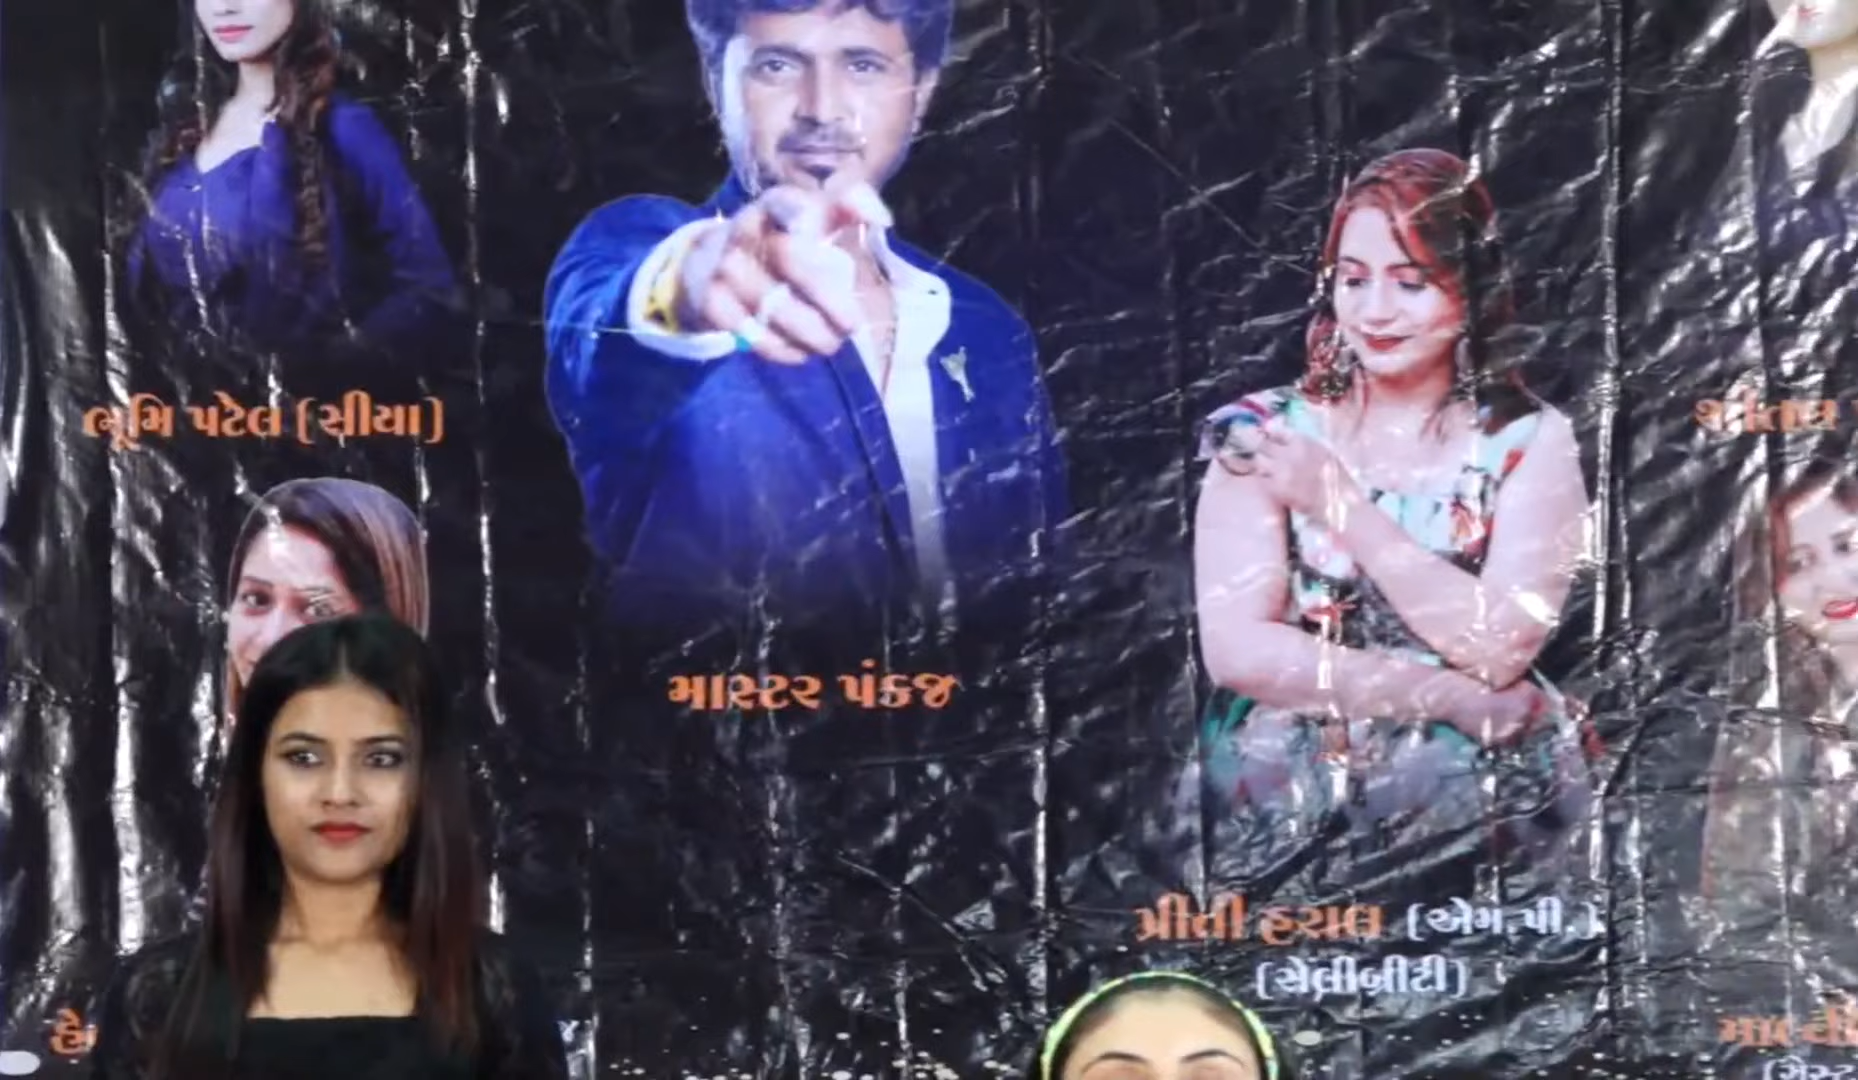 ભૂમિ પટેલ (સીયા)
માસ્ટર પંકજ
પ્રીતી હરાલ (એમ.પી.)
(સેલીબ્રીટી)